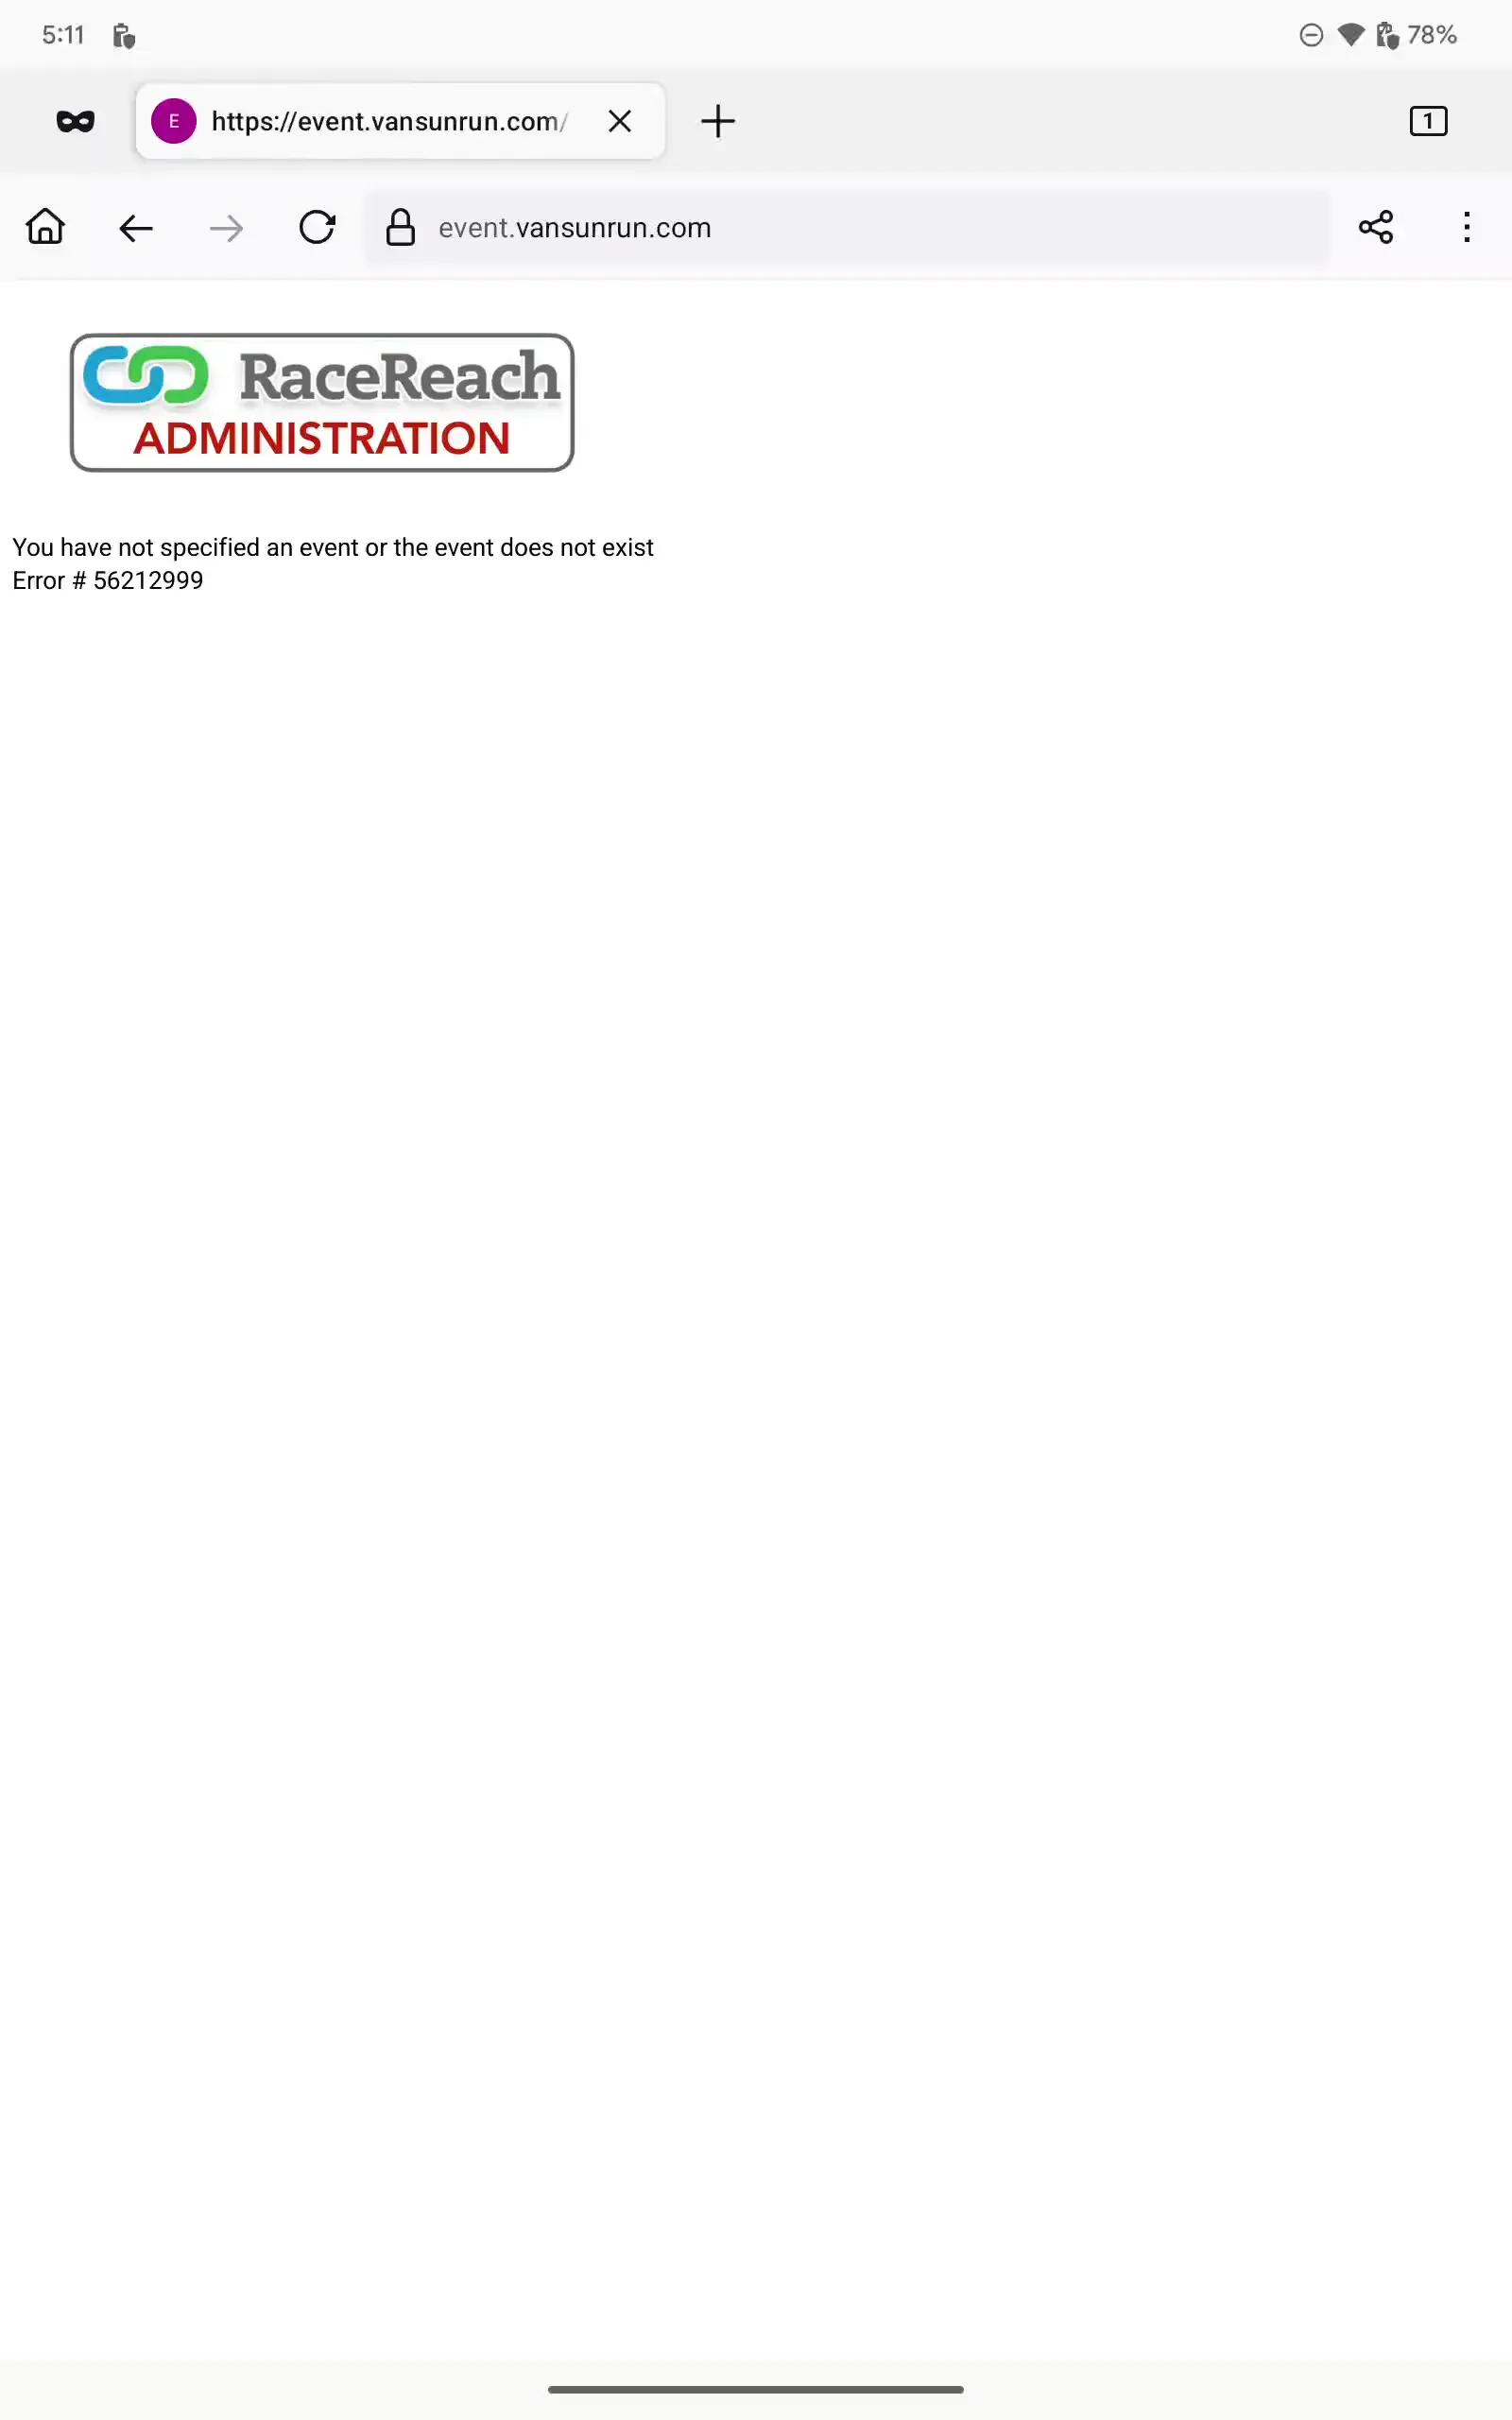 5:11
78%
E https://event.vansunrun.com/
1
event.vansunrun.com
RaceReach
ADMINISTRATION
You have not specified an event or the event does not exist
Error # 56212999